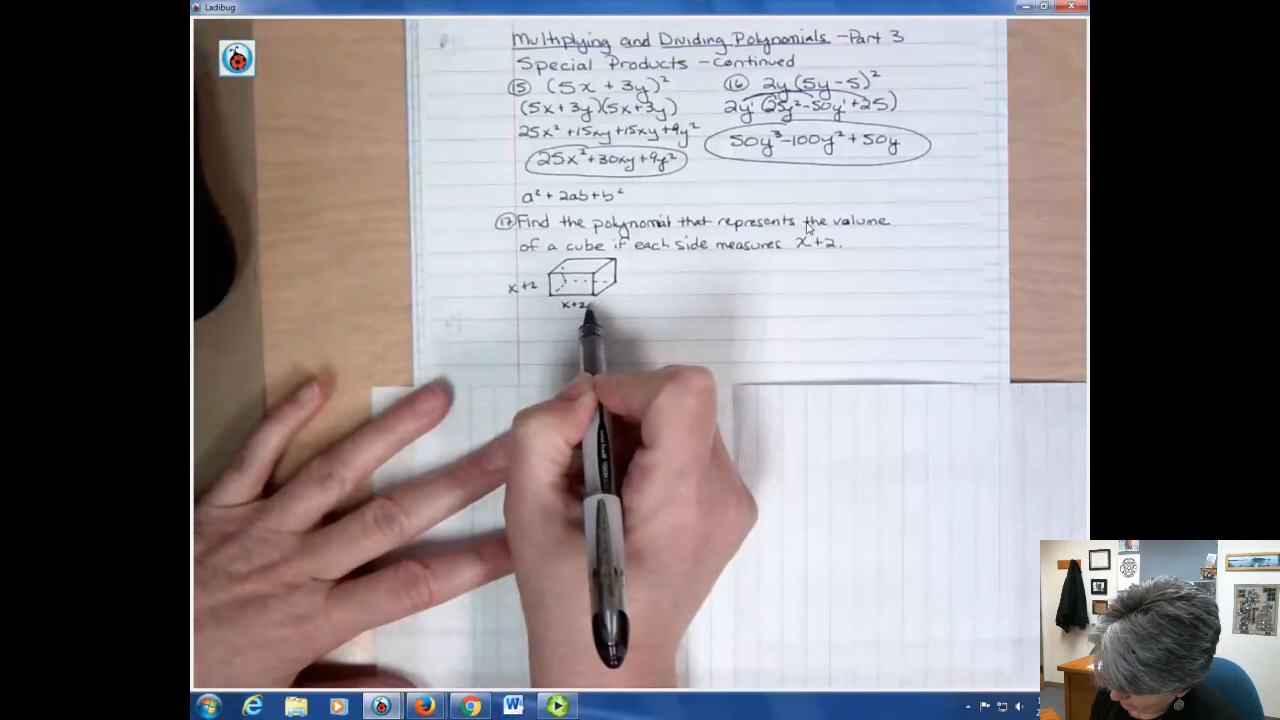 Ladibug
Multiplying and Dividing Polynomials - Part 3
Special Products - Continued
15 (5x + 3y)²
(5x+3y)(5x+3y)
25x² +15xy+15xy+9y²
25x²+30xy+9y²
16 2y(5y-5)²
2y¹(25y²-50y¹+25)
50y³-100y²+50y
a² + 2ab + b²
17 Find the polynomial that represents the volume
of a cube if each side measures x+2.
x+2
x+2